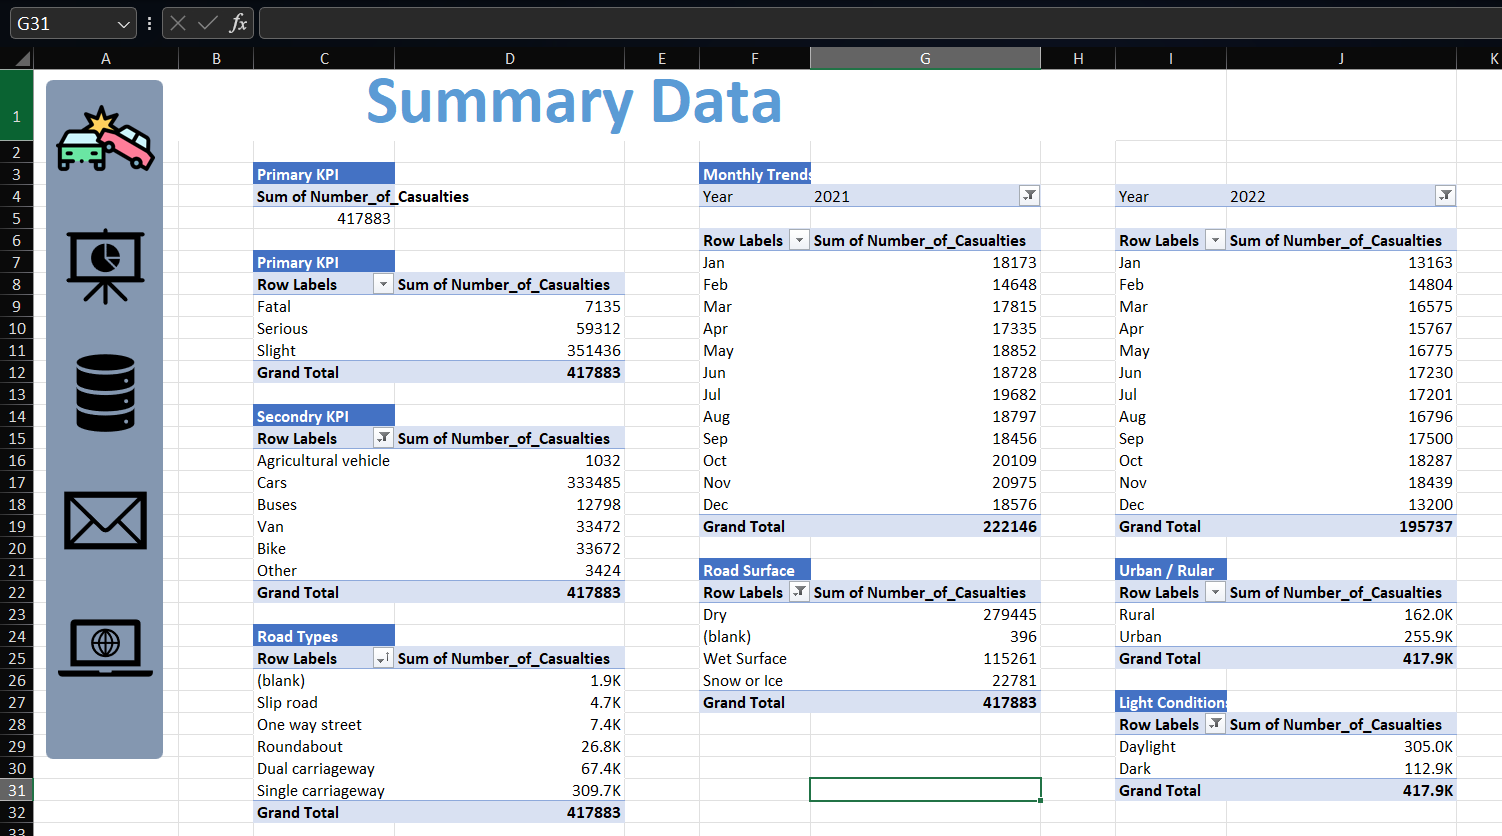 G31 fx
A B C D E F G H I J K
1 Summary Data
2
3 Primary KPI Monthly Trends
4 Sum of Number_of_Casualties Year 2021 Year 2022
5 417883
6 Row Labels Sum of Number_of_Casualties Row Labels Sum of Number_of_Casualties
7 Primary KPI Jan 18173 Jan 13163
8 Row Labels Sum of Number_of_Casualties Feb 14648 Feb 14804
9 Fatal 7135 Mar 17815 Mar 16575
10 Serious 59312 Apr 17335 Apr 15767
11 Slight 351436 May 18852 May 16775
12 Grand Total 417883 Jun 18728 Jun 17230
13 Jul 19682 Jul 17201
14 Secondry KPI Aug 18797 Aug 16796
15 Row Labels Sum of Number_of_Casualties Sep 18456 Sep 17500
16 Agricultural vehicle 1032 Oct 20109 Oct 18287
17 Cars 333485 Nov 20975 Nov 18439
18 Buses 12798 Dec 18576 Dec 13200
19 Van 33472 Grand Total 222146 Grand Total 195737
20 Bike 33672
21 Other 3424 Road Surface Urban / Rular
22 Grand Total 417883 Row Labels Sum of Number_of_Casualties Row Labels Sum of Number_of_Casualties
23 Dry 279445 Rural 162.0K
24 Road Types (blank) 396 Urban 255.9K
25 Row Labels Sum of Number_of_Casualties Wet Surface 115261 Grand Total 417.9K
26 (blank) 1.9K Snow or Ice 22781
27 Slip road 4.7K Grand Total 417883 Light Conditions
28 One way street 7.4K Row Labels Sum of Number_of_Casualties
29 Roundabout 26.8K Daylight 305.0K
30 Dual carriageway 67.4K Dark 112.9K
31 Single carriageway 309.7K Grand Total 417.9K
32 Grand Total 417883
33